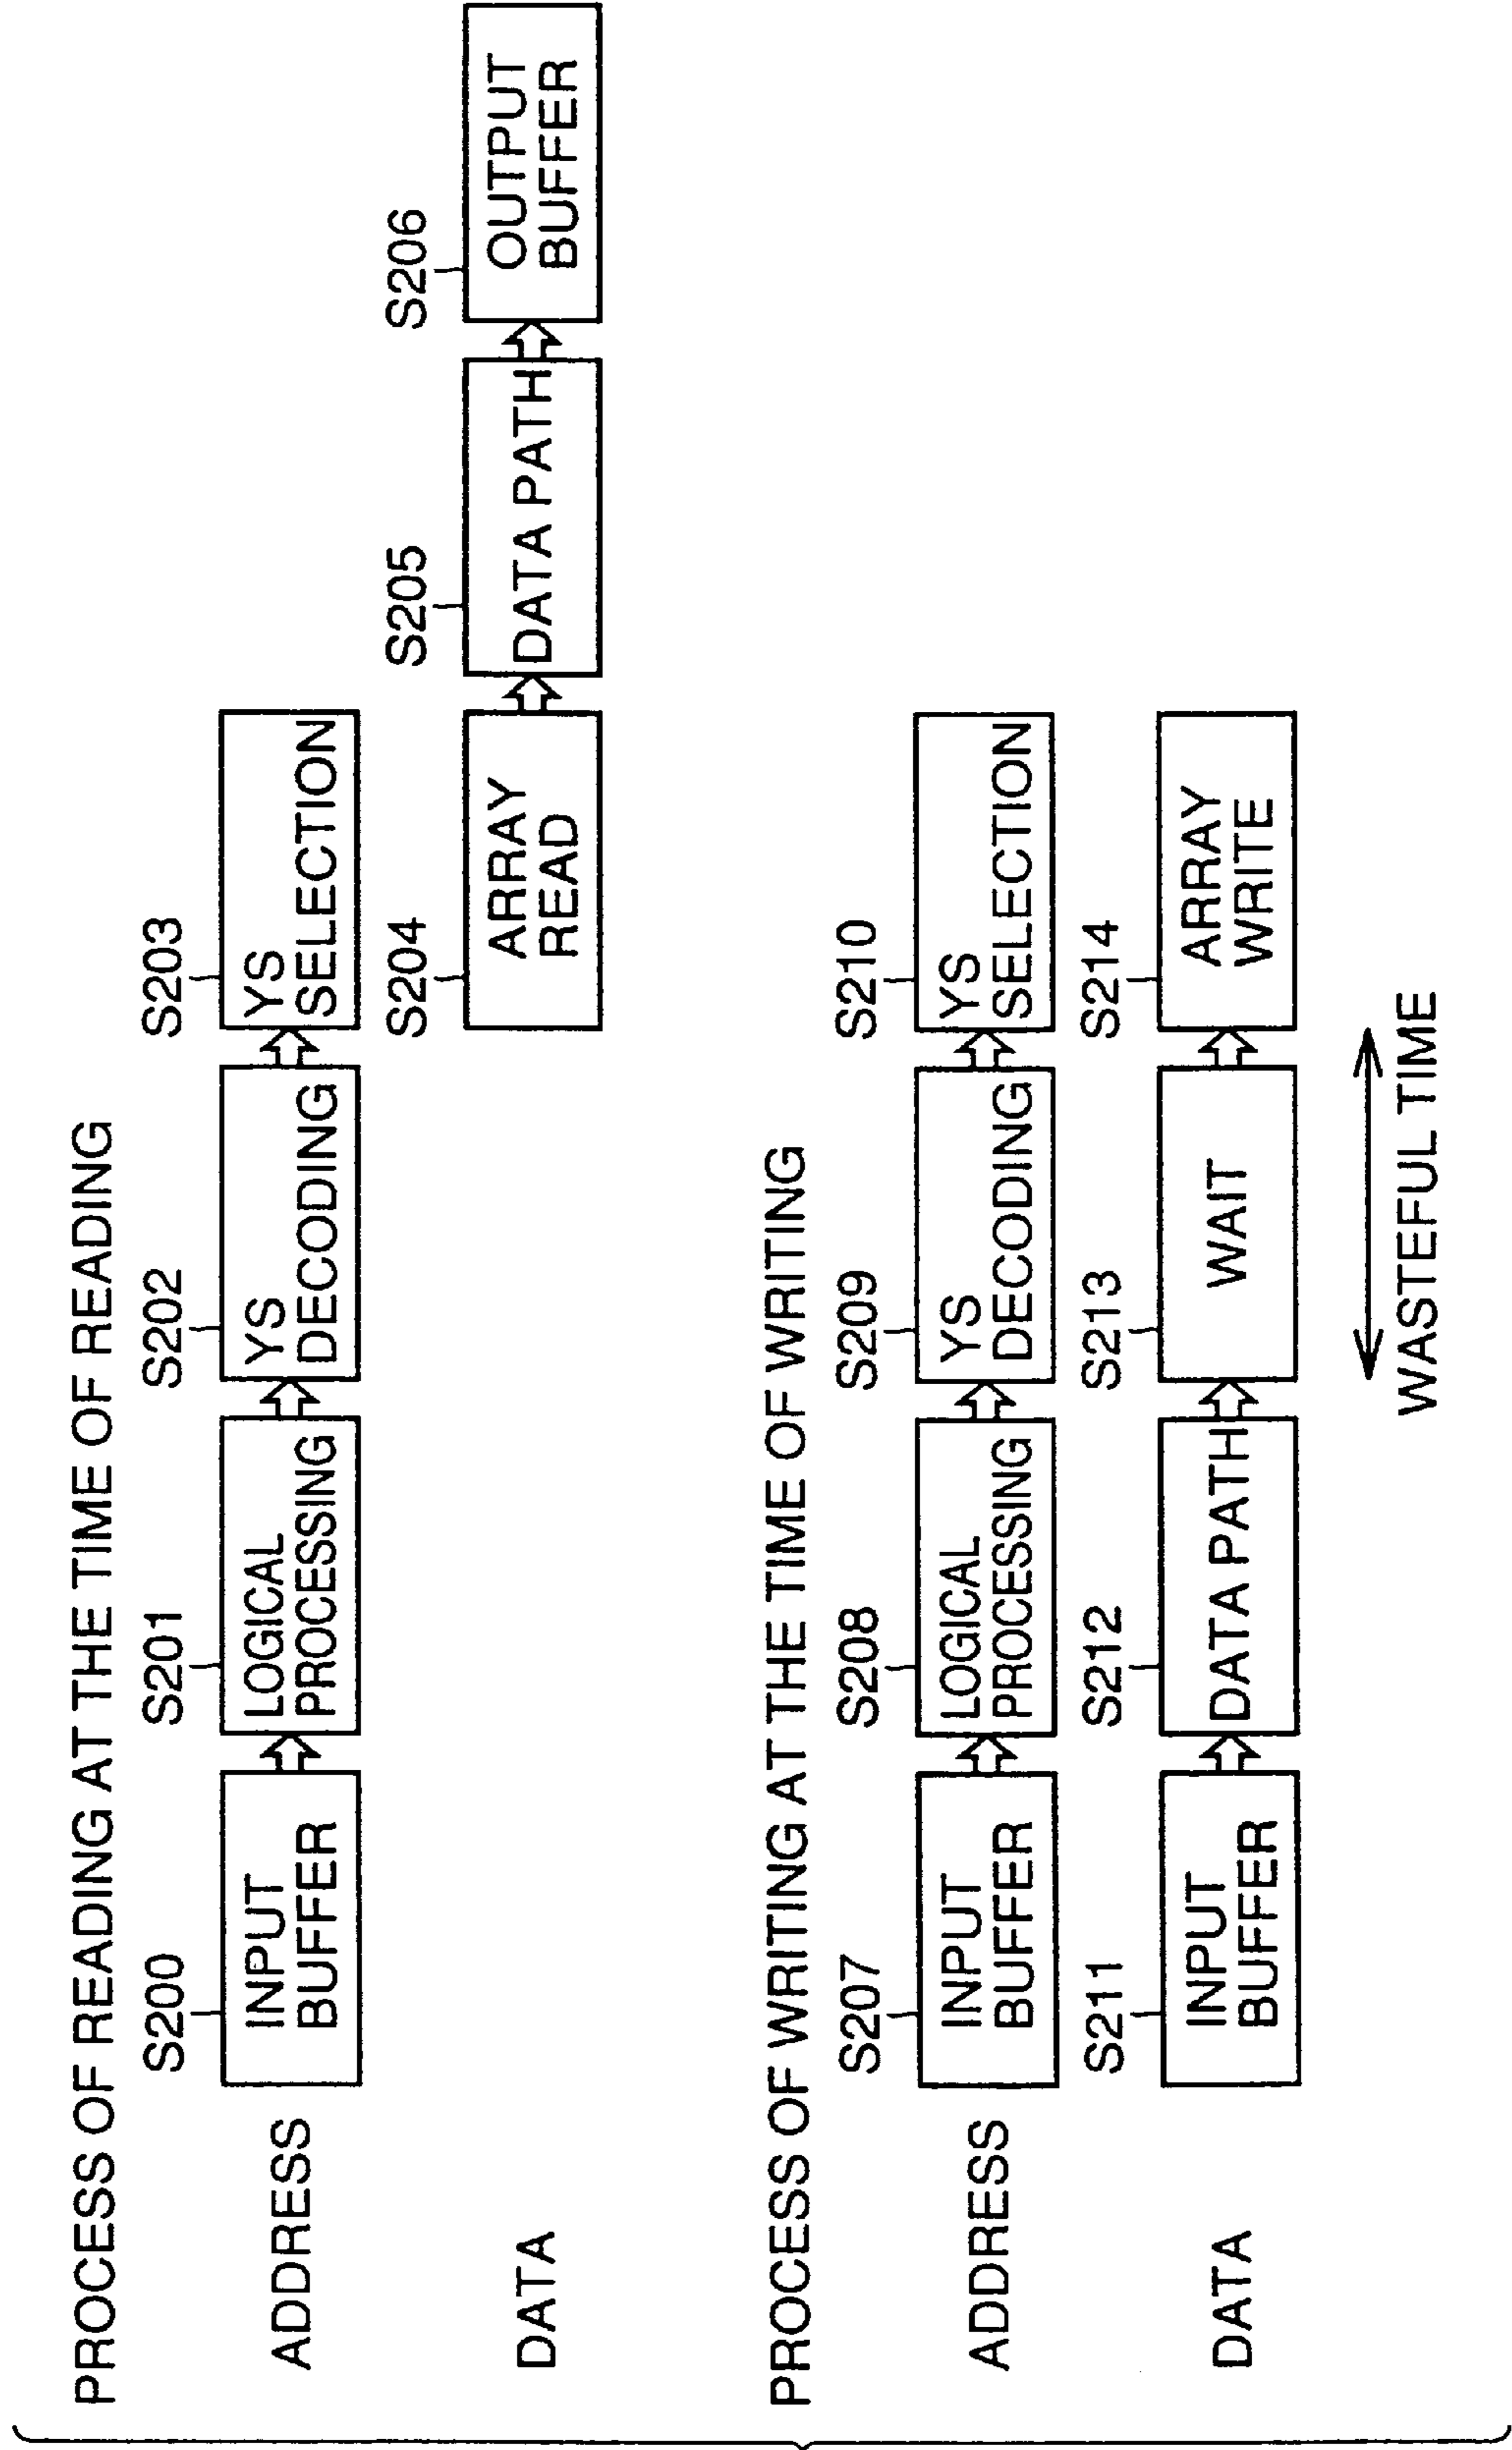 PROCESS OF READING AT THE TIME OF READING
S200
S201
S202
S203
ADDRESS
INPUT
BUFFER
LOGICAL
PROCESSING
YS
DECODING
YS
SELECTION
S204
S205
S206
DATA
ARRAY
READ
DATA PATH
OUTPUT
BUFFER
PROCESS OF WRITING AT THE TIME OF WRITING
S207
S208
S209
S210
ADDRESS
INPUT
BUFFER
LOGICAL
PROCESSING
YS
DECODING
YS
SELECTION
S211
S212
S213
S214
DATA
INPUT
BUFFER
DATA PATH
WAIT
ARRAY
WRITE
WASTEFUL TIME